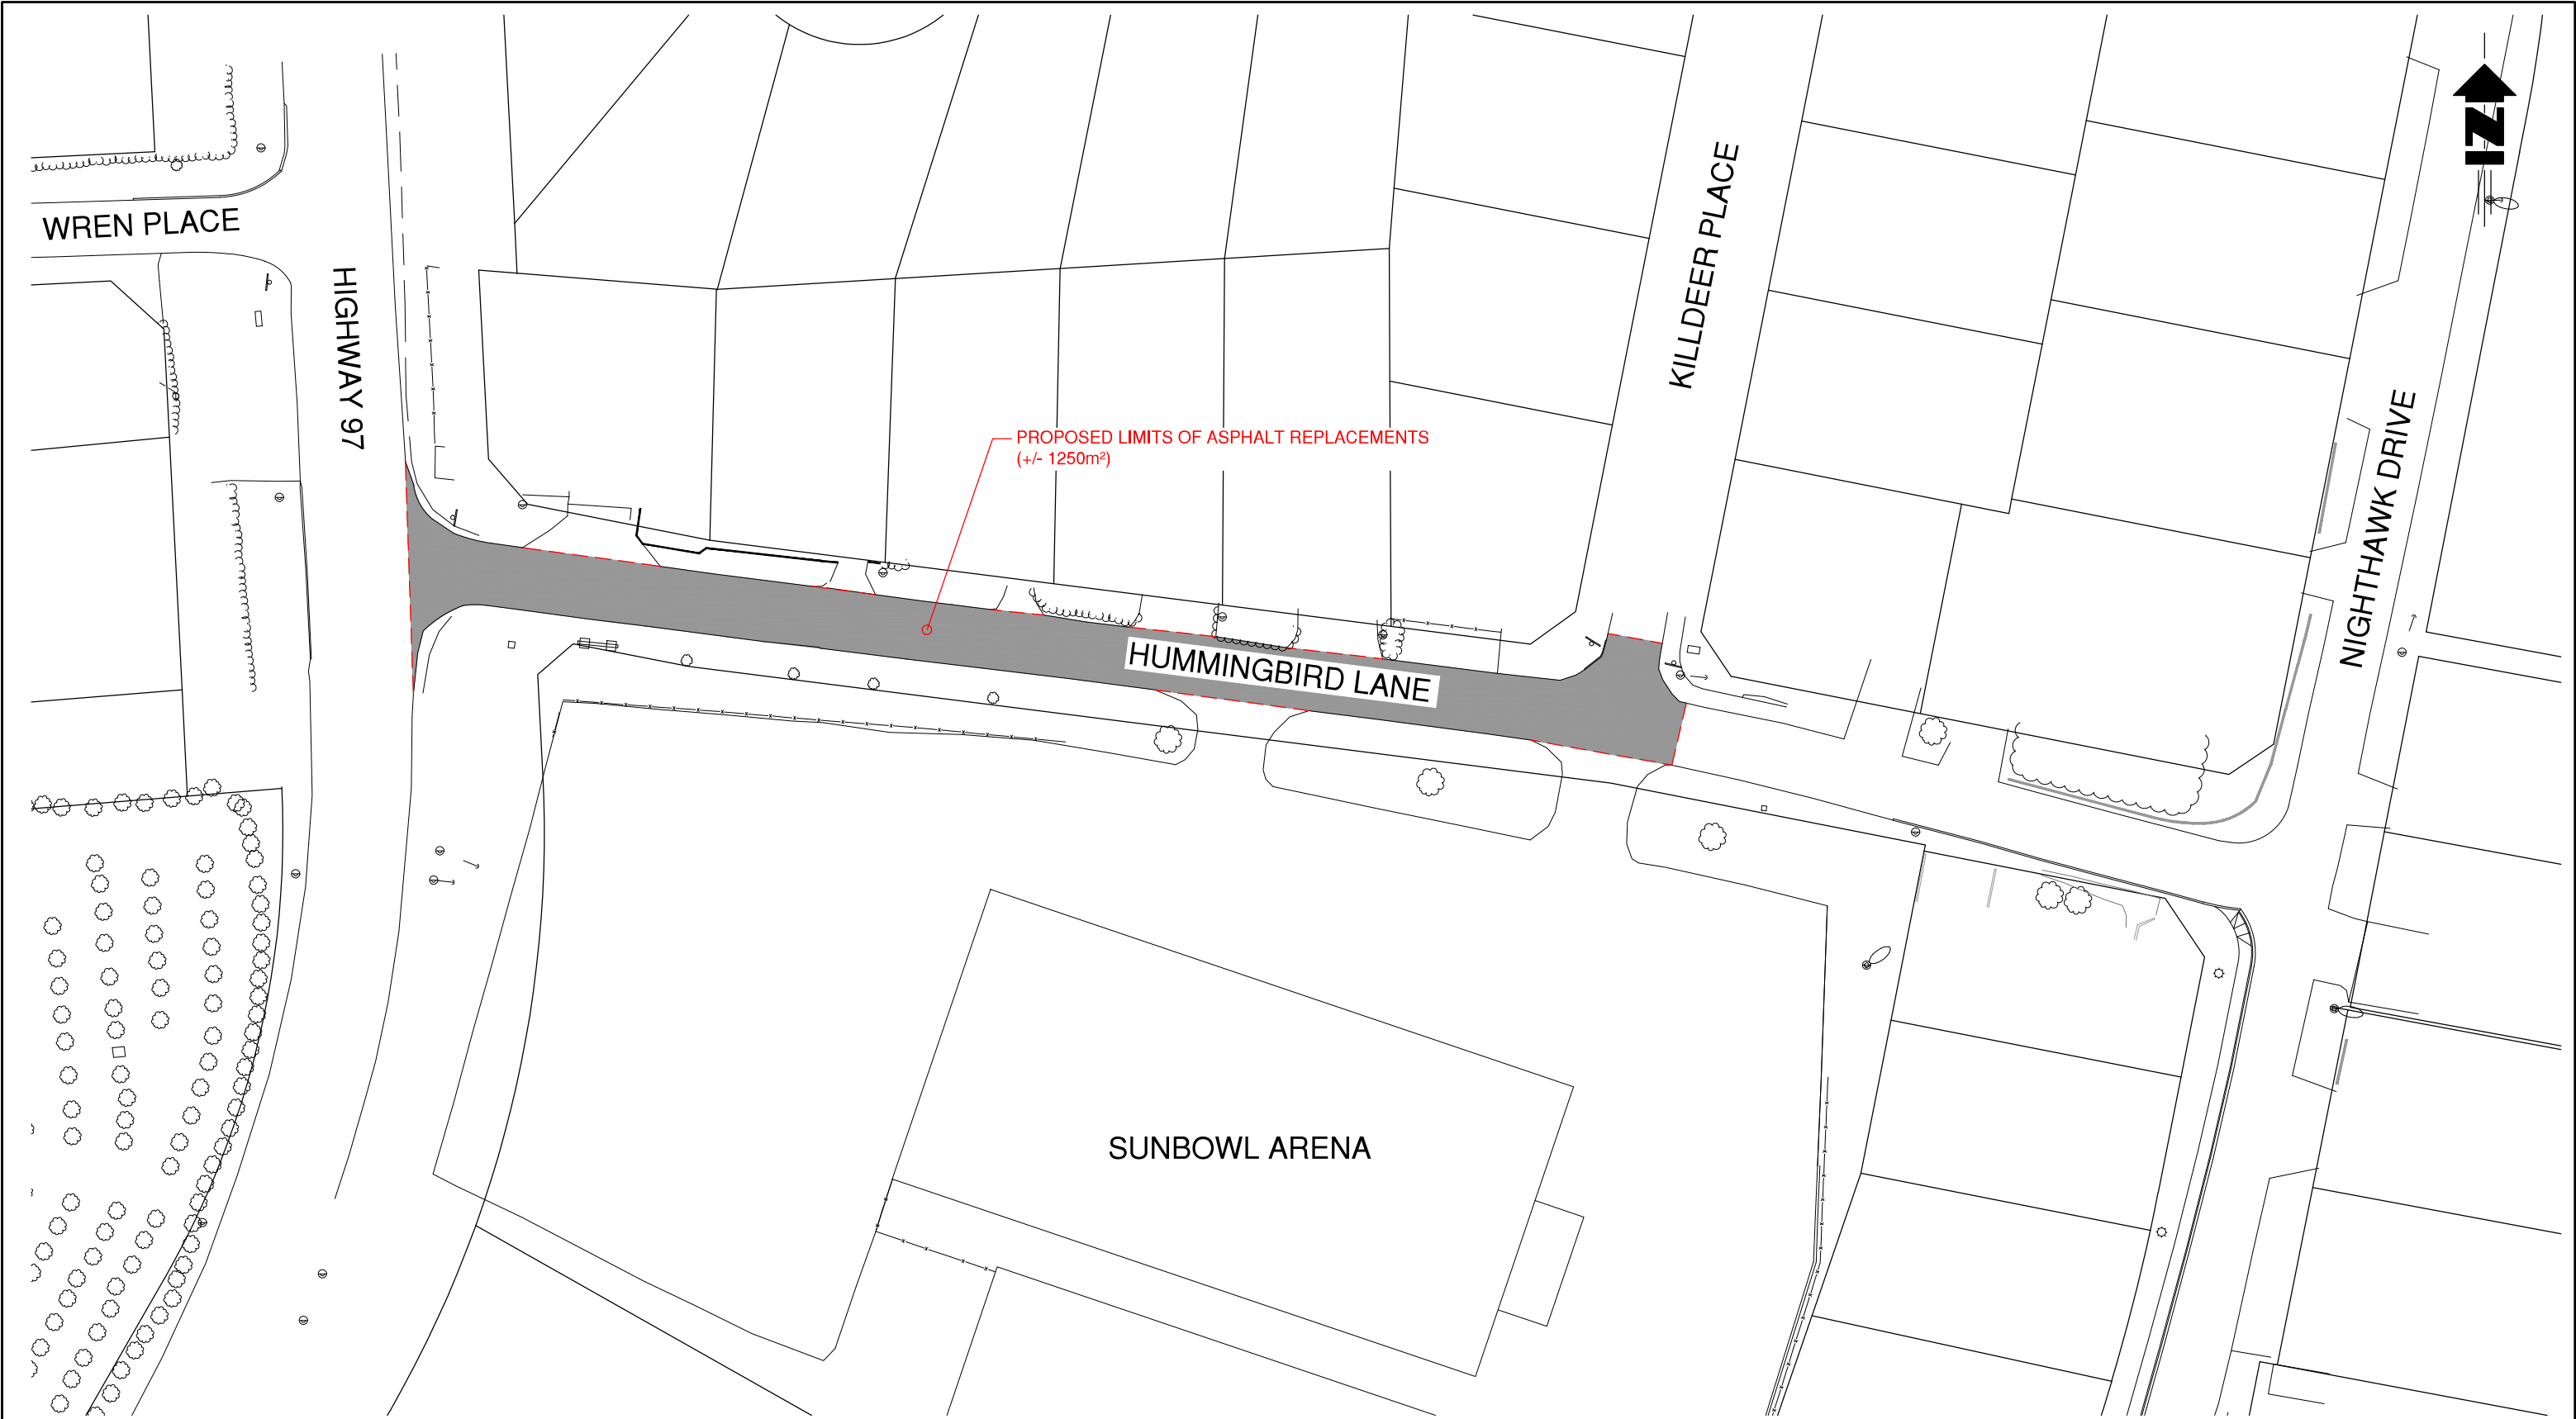 N
WREN PLACE
HIGHWAY 97
KILLDEER PLACE
NIGHTHAWK DRIVE
PROPOSED LIMITS OF ASPHALT REPLACEMENTS
(+/- 1250m²)
HUMMINGBIRD LANE
SUNBOWL ARENA